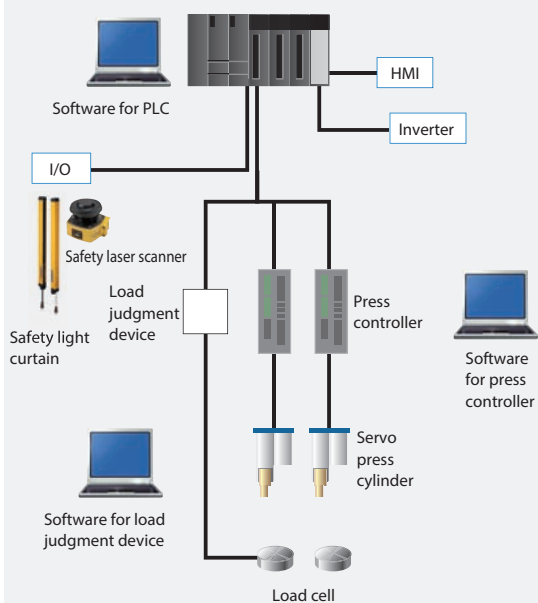 HMI
Software for PLC
Inverter
I/O
Safety laser scanner
Load
judgment
device
Press
controller
Safety light
curtain
Software
for press
controller
Servo
press
cylinder
Software for load
judgment device
Load cell